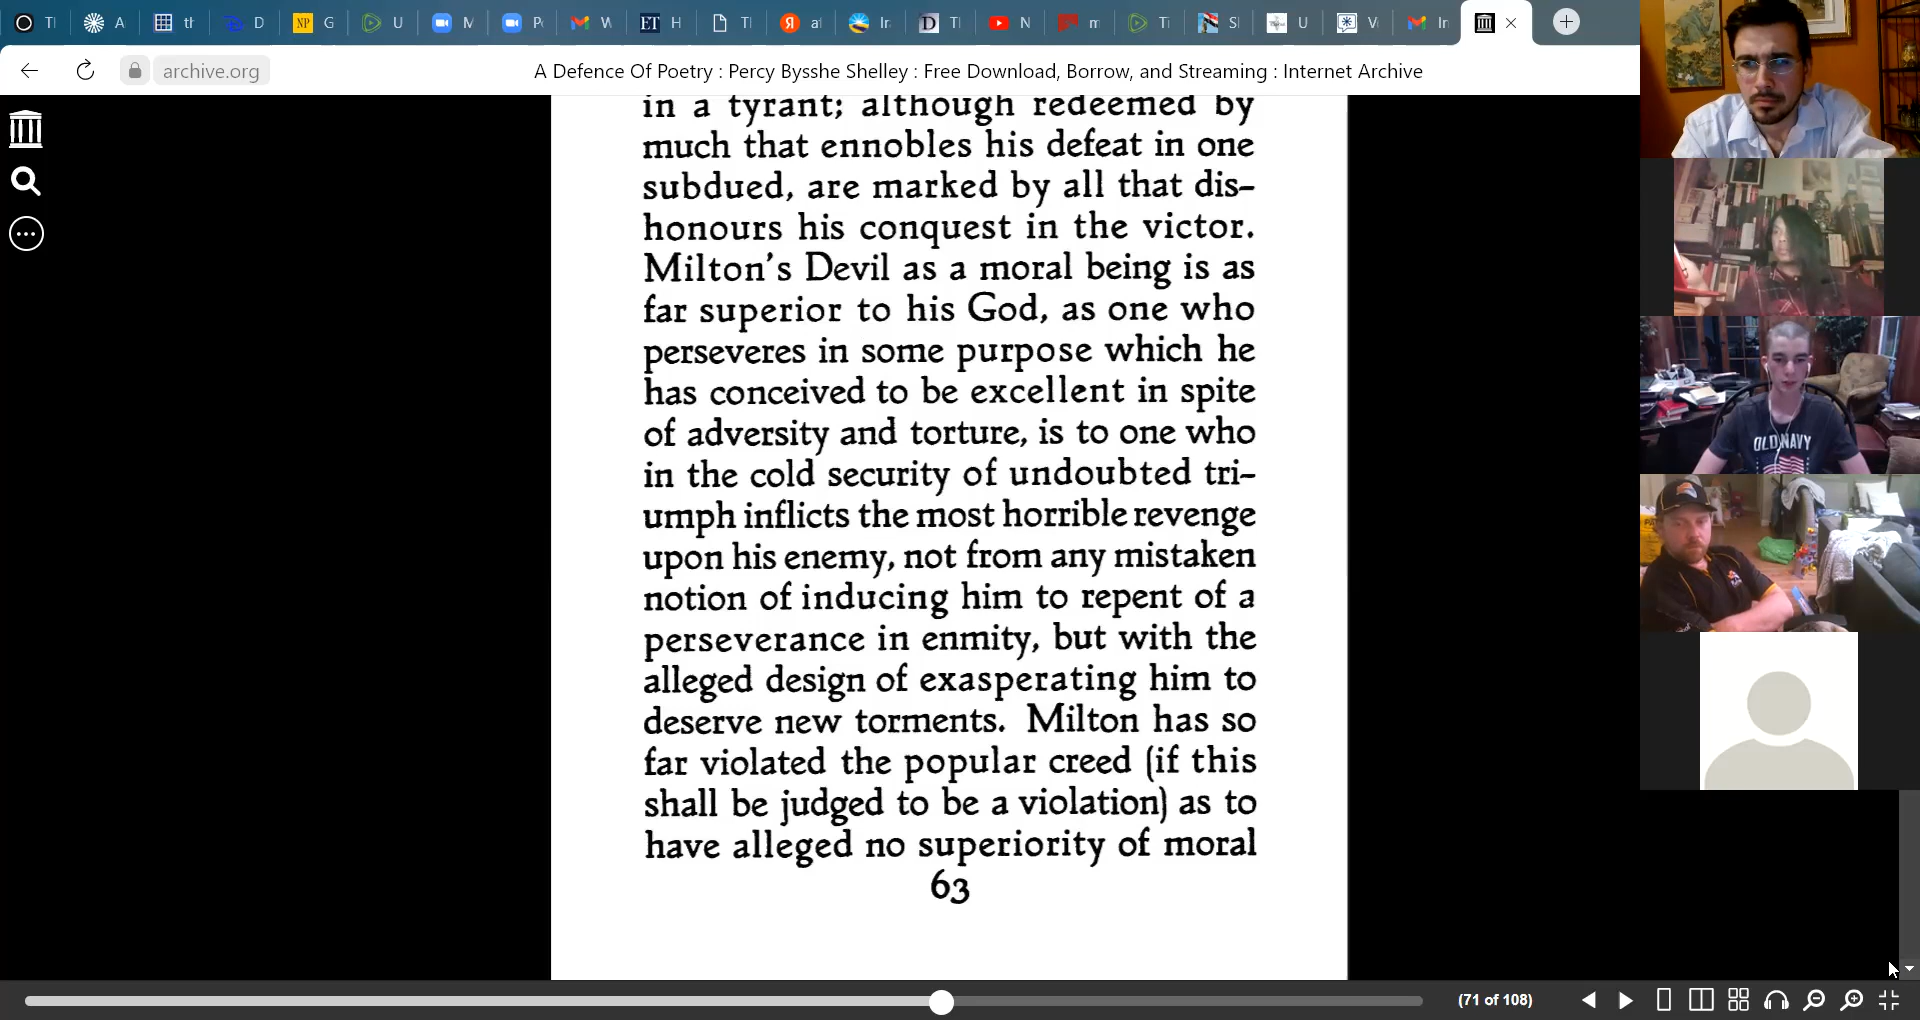 T
A
th
D
G
U
M
P
W
H
T
a
In
D T
N
m
Ti
S
U
V
In
archive.org
A Defence Of Poetry : Percy Bysshe Shelley : Free Download, Borrow, and Streaming : Internet Archive
in a tyrant; although redeemed by
much that ennobles his defeat in one
subdued, are marked by all that dis-
honours his conquest in the victor.
Milton's Devil as a moral being is as
far superior to his God, as one who
perseveres in some purpose which he
has conceived to be excellent in spite
of adversity and torture, is to one who
in the cold security of undoubted tri-
umph inflicts the most horrible revenge
upon his enemy, not from any mistaken
notion of inducing him to repent of a
perseverance in enmity, but with the
alleged design of exasperating him to
deserve new torments. Milton has so
far violated the popular creed (if this
shall be judged to be a violation) as to
have alleged no superiority of moral
63
OLD NAVY
(71 of 108)